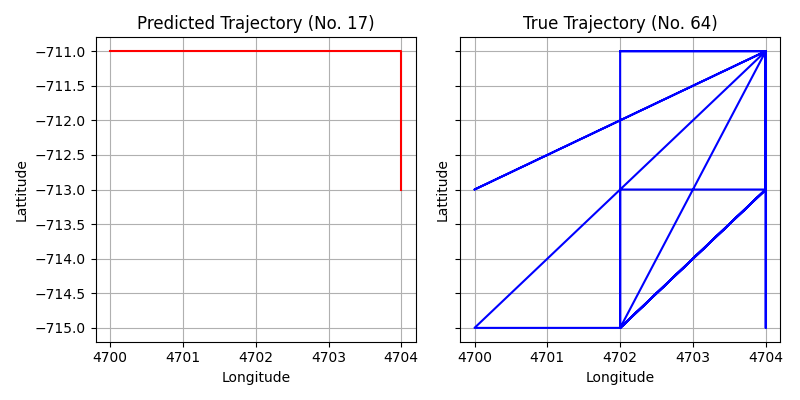 Predicted Trajectory (No. 17)
True Trajectory (No. 64)
−711.0
−711.5
−712.0
−712.5
−713.0
−713.5
−714.0
−714.5
−715.0
Lattitude
Lattitude
4700 4701 4702 4703 4704
4700 4701 4702 4703 4704
Longitude
Longitude